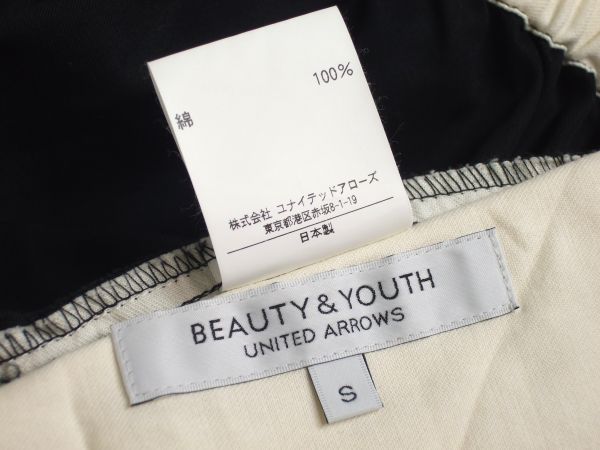 綿 100%
株式会社 ユナイテッドアローズ
東京都港区赤坂8-1-19
日本製
BEAUTY & YOUTH
UNITED ARROWS
S